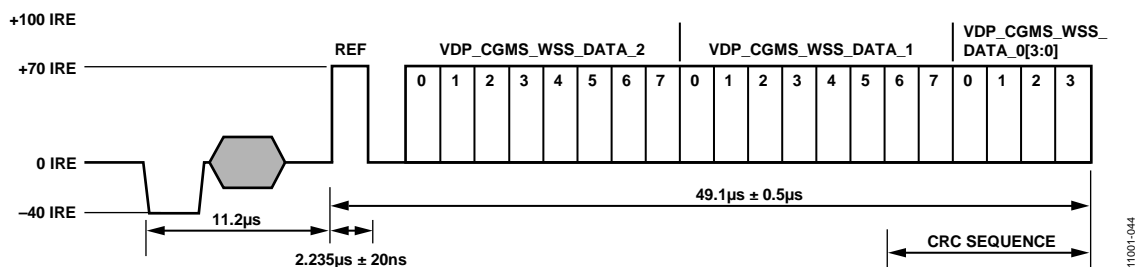 +100 IRE
REF
VDP_CGMS_WSS_DATA_2
VDP_CGMS_WSS_DATA_1
VDP_CGMS_WSS_
DATA_0[3:0]
+70 IRE
0 1 2 3 4 5 6 7 0 1 2 3 4 5 6 7 0 1 2 3
0 IRE
–40 IRE
49.1µs ± 0.5µs
11.2µs
CRC SEQUENCE
2.235µs ± 20ns
11001-044